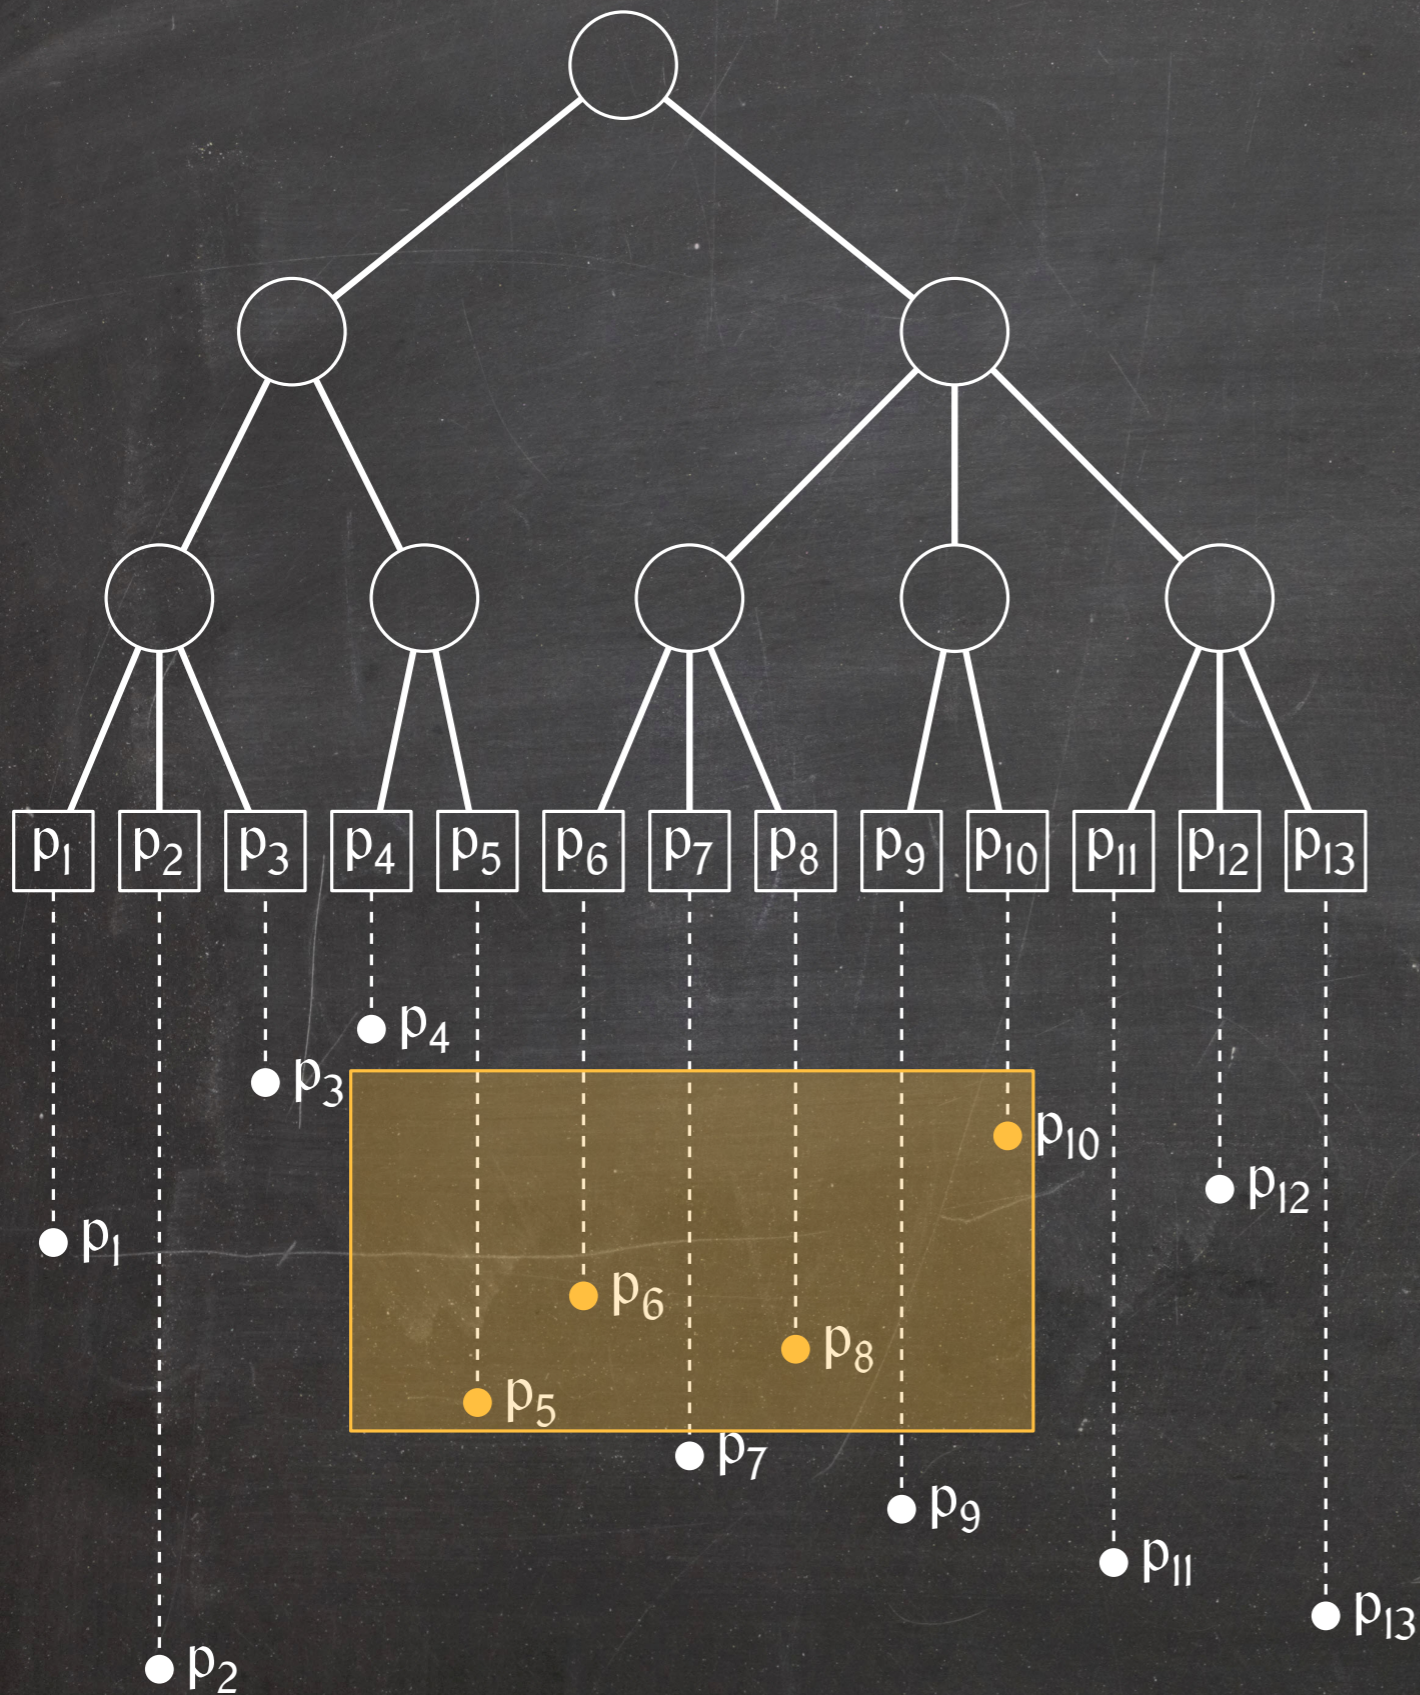 p₁ p₂ p₃ p₄ p₅ p₆ p₇ p₈ p₉ p₁₀ p₁₁ p₁₂ p₁₃
p₄
p₃
p₁₀
p₁₂
p₁
p₆
p₈
p₅
p₇
p₉
p₁₁
p₁₃
p₂